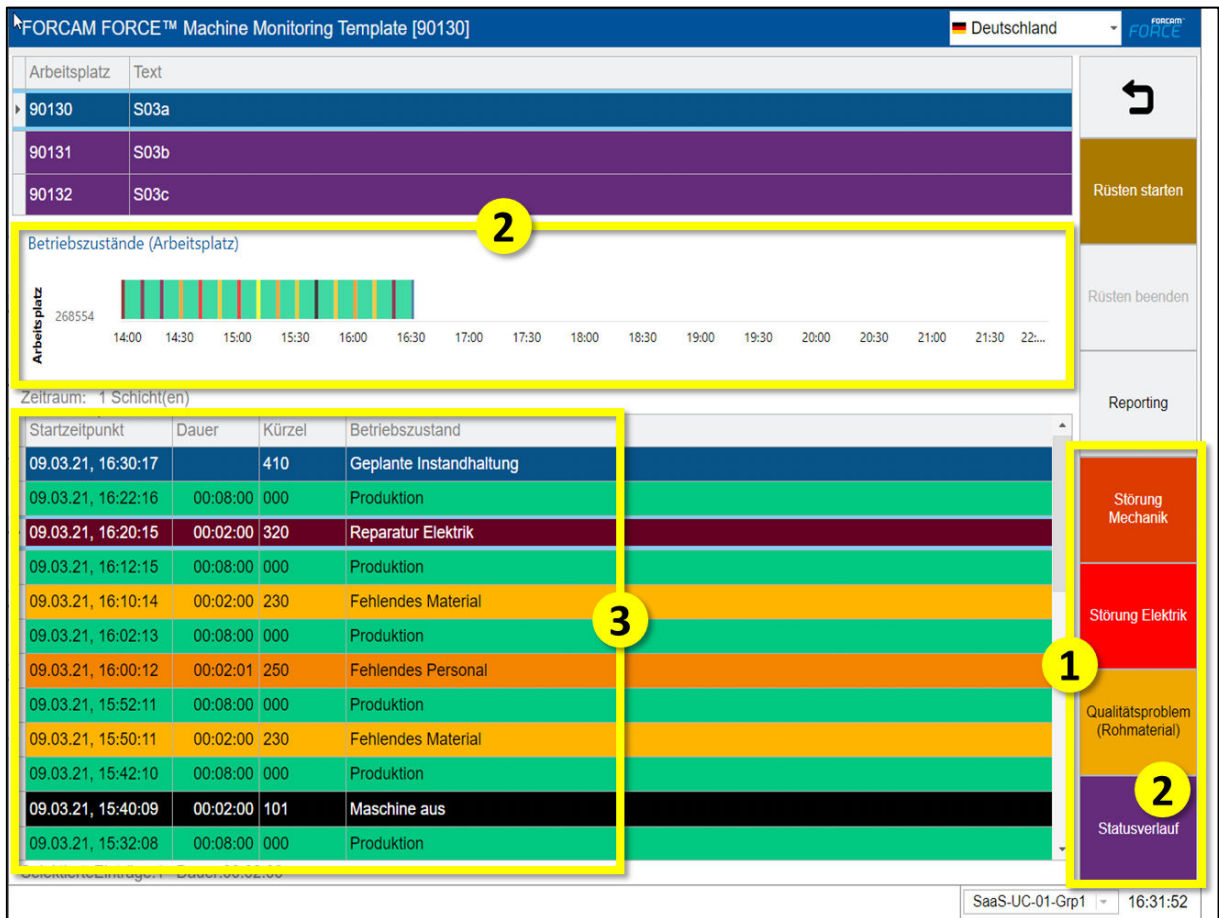 FORCAM FORCE™ Machine Monitoring Template [90130]
Deutschland
FORCAM
FORCE
Arbeitsplatz Text
90130 S03a
90131 S03b
90132 S03c
Rüsten starten
2
Betriebszustände (Arbeitsplatz)
Arbeitsplatz
268554
14:00 14:30 15:00 15:30 16:00 16:30 17:00 17:30 18:00 18:30 19:00 19:30 20:00 20:30 21:00 21:30 22:...
Rüsten beenden
Zeitraum: 1 Schicht(en)
Reporting
Startzeitpunkt Dauer Kürzel Betriebszustand
09.03.21, 16:30:17 410 Geplante Instandhaltung
09.03.21, 16:22:16 00:08:00 000 Produktion
09.03.21, 16:20:15 00:02:00 320 Reparatur Elektrik
09.03.21, 16:12:15 00:08:00 000 Produktion
09.03.21, 16:10:14 00:02:00 230 Fehlendes Material
09.03.21, 16:02:13 00:08:00 000 Produktion
09.03.21, 16:00:12 00:02:01 250 Fehlendes Personal
09.03.21, 15:52:11 00:08:00 000 Produktion
09.03.21, 15:50:11 00:02:00 230 Fehlendes Material
09.03.21, 15:42:10 00:08:00 000 Produktion
09.03.21, 15:40:09 00:02:00 101 Maschine aus
09.03.21, 15:32:08 00:08:00 000 Produktion
3
Störung
Mechanik
Störung Elektrik
1
Qualitätsproblem
(Rohmaterial)
2
Statusverlauf
SaaS-UC-01-Grp1 16:31:52